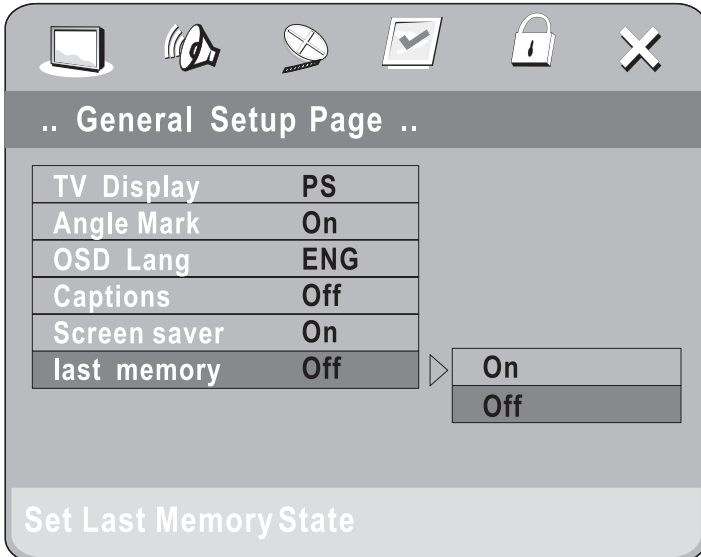 .. General Setup Page ..
TV Display PS
Angle Mark On
OSD Lang ENG
Captions Off
Screen saver On
last memory Off
On
Off
Set Last Memory State